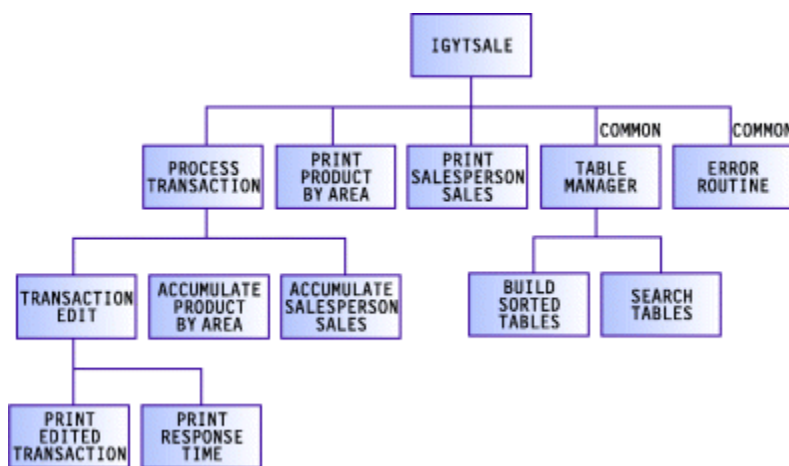 IGYTSALE
COMMON
COMMON
PROCESS
TRANSACTION
PRINT
PRODUCT
BY AREA
PRINT
SALESPERSON
SALES
TABLE
MANAGER
ERROR
ROUTINE
TRANSACTION
EDIT
ACCUMULATE
PRODUCT
BY AREA
ACCUMULATE
SALESPERSON
SALES
BUILD
SORTED
TABLES
SEARCH
TABLES
PRINT
EDITED
TRANSACTION
PRINT
RESPONSE
TIME